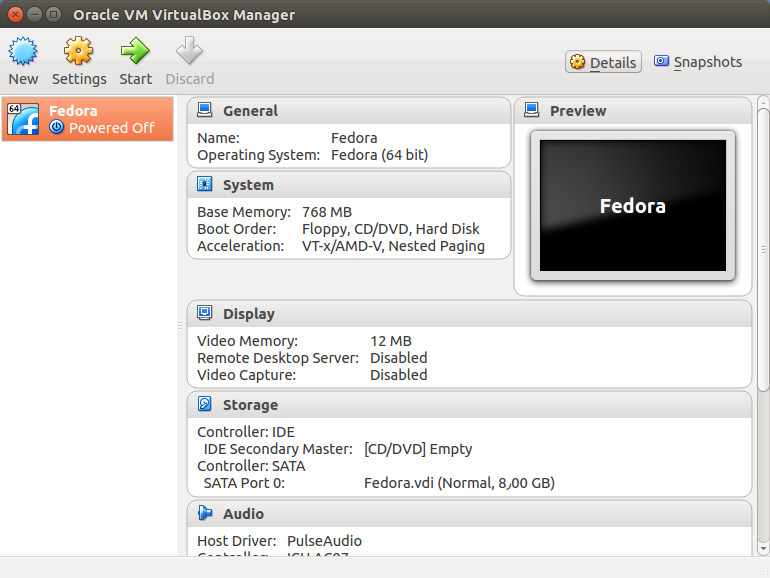 Oracle VM VirtualBox Manager
New Settings Start Discard
Details Snapshots
64
Fedora
Powered Off
General
Name: Fedora
Operating System: Fedora (64 bit)
System
Base Memory: 768 MB
Boot Order: Floppy, CD/DVD, Hard Disk
Acceleration: VT-x/AMD-V, Nested Paging
Preview
Fedora
Display
Video Memory: 12 MB
Remote Desktop Server: Disabled
Video Capture: Disabled
Storage
Controller: IDE
IDE Secondary Master: [CD/DVD] Empty
Controller: SATA
SATA Port 0: Fedora.vdi (Normal, 8٫00 GB)
Audio
Host Driver: PulseAudio
Controller: ICH AC97